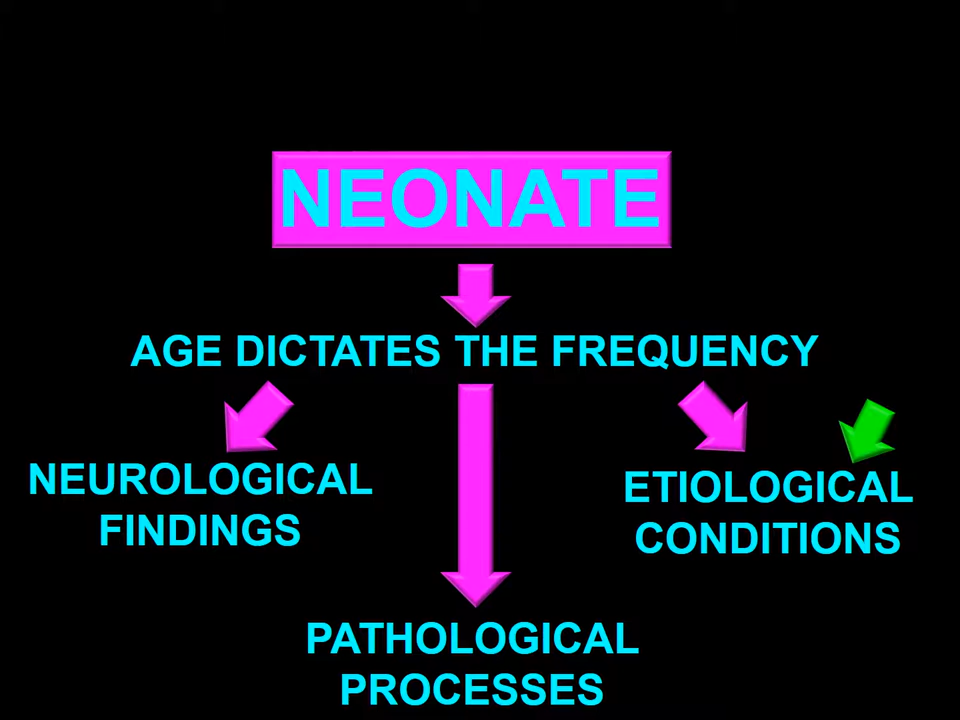 NEONATE
AGE DICTATES THE FREQUENCY
NEUROLOGICAL
FINDINGS
ETIOLOGICAL
CONDITIONS
PATHOLOGICAL
PROCESSES